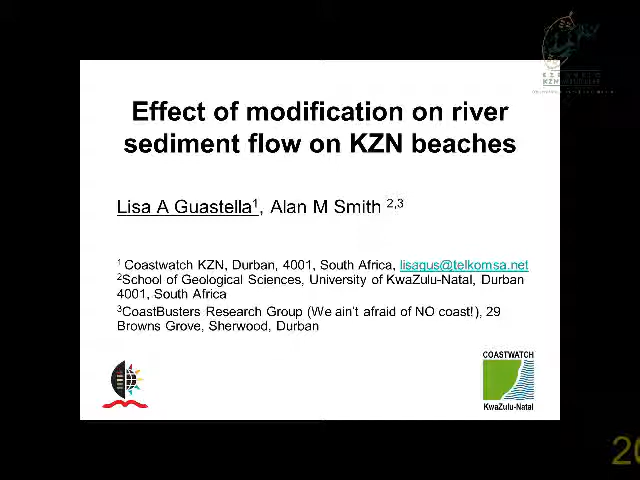 Effect of modification on river
sediment flow on KZN beaches
Lisa A Guastella1, Alan M Smith 2,3
1 Coastwatch KZN, Durban, 4001, South Africa, lisagus@telkomsa.net
2School of Geological Sciences, University of KwaZulu-Natal, Durban
4001, South Africa
3CoastBusters Research Group (We ain't afraid of NO coast!), 29
Browns Grove, Sherwood, Durban
COASTWATCH
KwaZulu-Natal
20